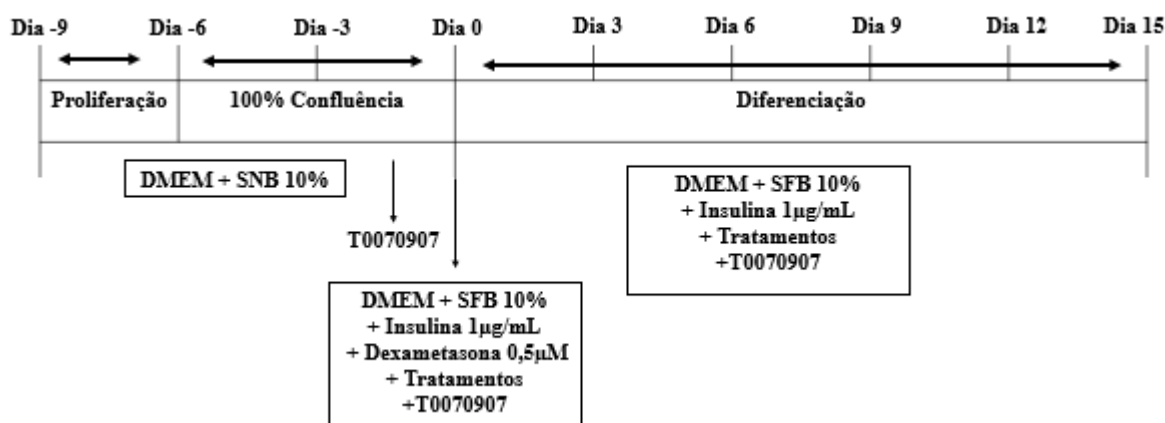 Dia -9 Dia -6 Dia -3 Dia 0 Dia 3 Dia 6 Dia 9 Dia 12 Dia 15
Proliferação 100% Confluência Diferenciação
DMEM + SNB 10%
T0070907
DMEM + SFB 10%
+ Insulina 1µg/mL
+ Dexametasona 0,5µM
+ Tratamentos
+T0070907
DMEM + SFB 10%
+ Insulina 1µg/mL
+ Tratamentos
+T0070907